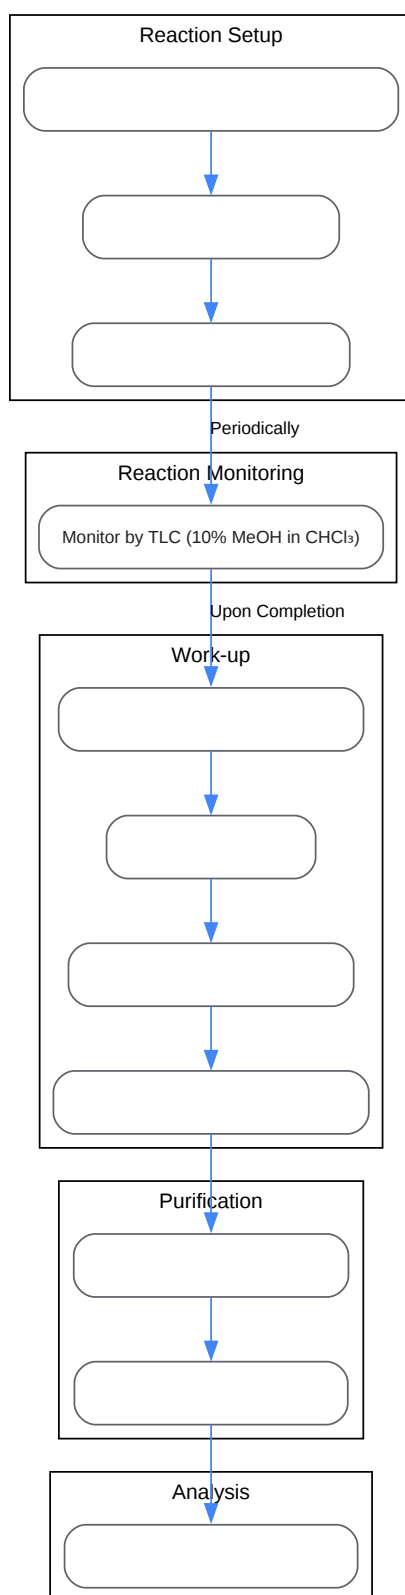 Reaction Setup
Periodically
Reaction Monitoring
Monitor by TLC (10% MeOH in CHCl₃)
Upon Completion
Work-up
Purification
Analysis